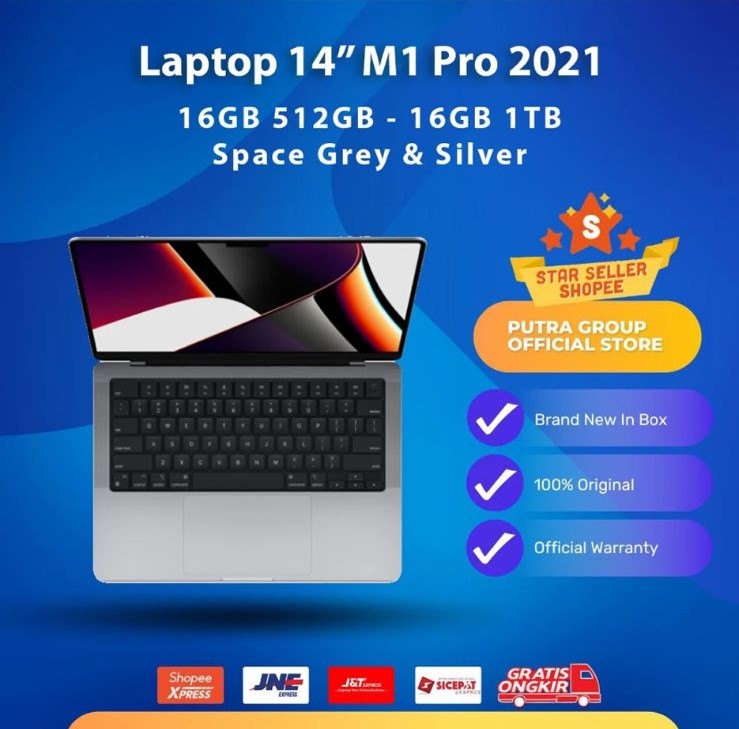 Laptop 14” M1 Pro 2021
16GB 512GB - 16GB 1TB
Space Grey & Silver
S
STAR SELLER
SHOPEE
PUTRA GROUP
OFFICIAL STORE
Brand New In Box
100% Original
Official Warranty
Shopee
XPRESS
JNE
EXPRESS
J&T EXPRESS
SICEPAT
EKSPRES
GRATIS
ONGKIR